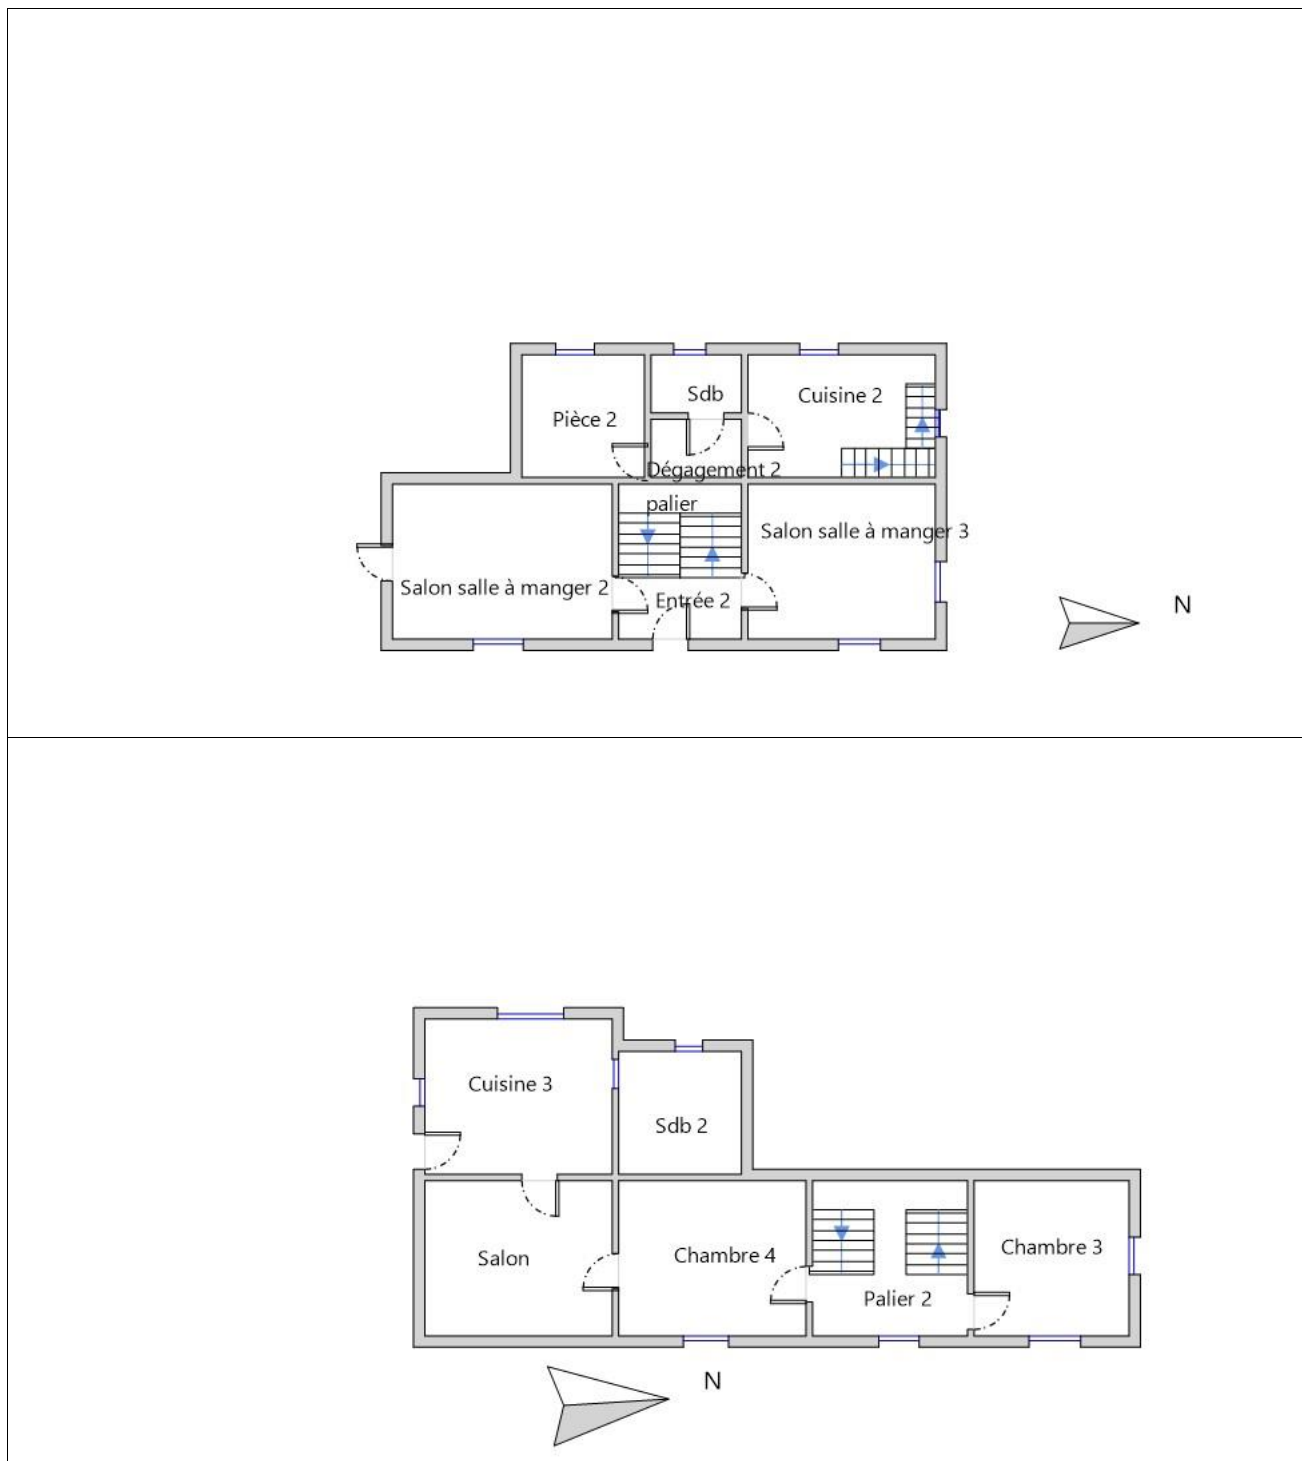 Sdb
Cuisine 2
Pièce 2
Dégagement 2
palier
Salon salle à manger 3
Salon salle à manger 2
Entrée 2
N
Cuisine 3
Sdb 2
Salon
Chambre 4
Chambre 3
Palier 2
N